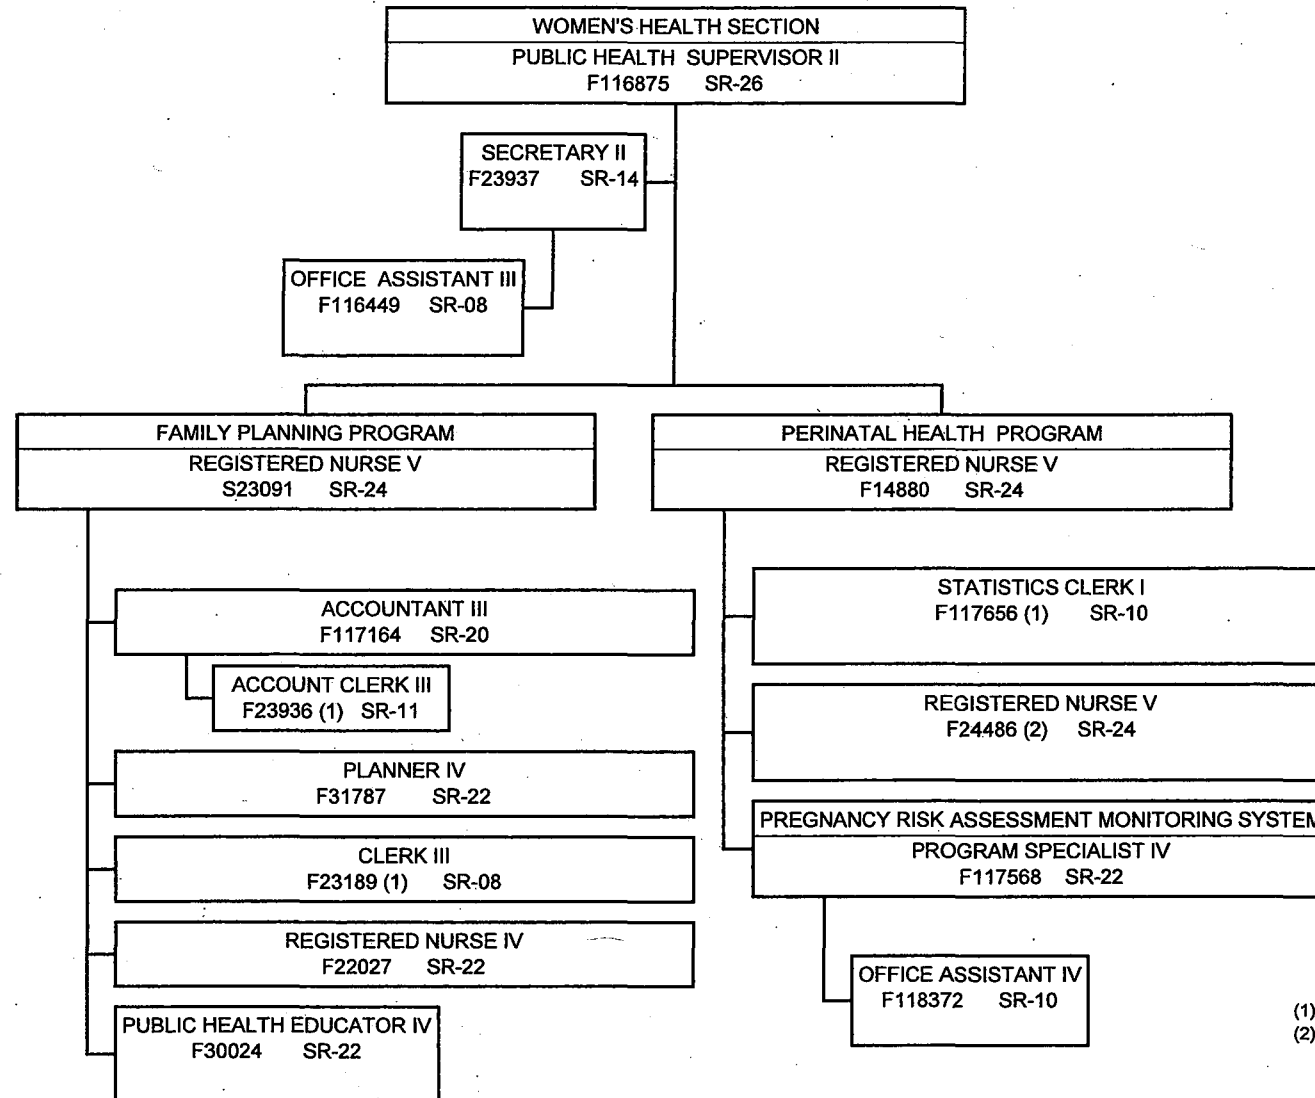 WOMEN'S HEALTH SECTION
PUBLIC HEALTH SUPERVISOR II
F116875 SR-26
SECRETARY II
F23937 SR-14
OFFICE ASSISTANT III
F116449 SR-08
FAMILY PLANNING PROGRAM
REGISTERED NURSE V
S23091 SR-24
ACCOUNTANT III
F117164 SR-20
ACCOUNT CLERK III
F23936 (1) SR-11
PLANNER IV
F31787 SR-22
CLERK III
F23189 (1) SR-08
REGISTERED NURSE IV
F22027 SR-22
PUBLIC HEALTH EDUCATOR IV
F30024 SR-22
PERINATAL HEALTH PROGRAM
REGISTERED NURSE V
F14880 SR-24
STATISTICS CLERK I
F117656 (1) SR-10
REGISTERED NURSE V
F24486 (2) SR-24
PREGNANCY RISK ASSESSMENT MONITORING SYSTEM
PROGRAM SPECIALIST IV
F117568 SR-22
OFFICE ASSISTANT IV
F118372 SR-10
(1)
(2)